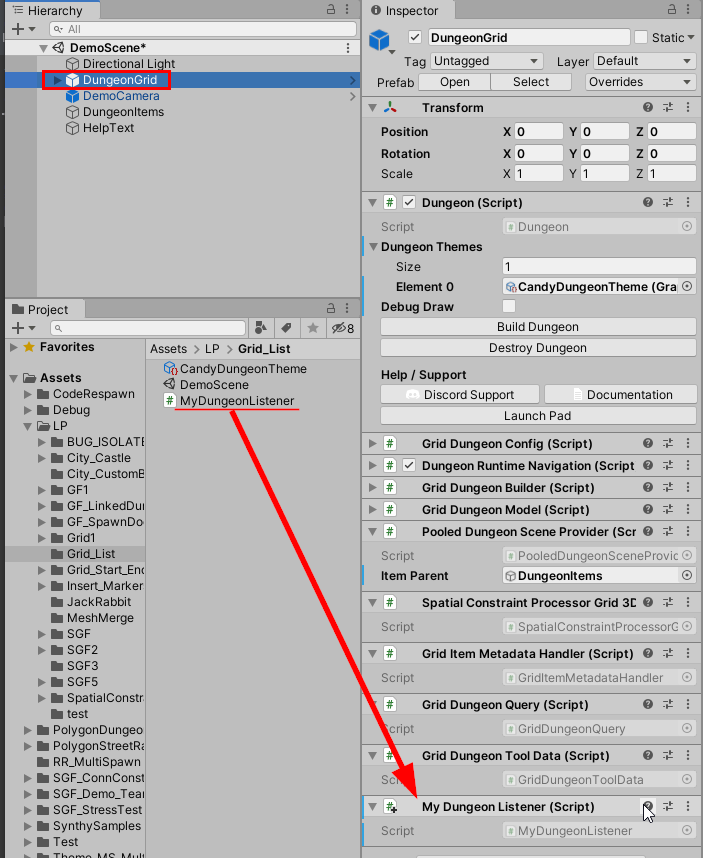 Hierarchy
All
DemoScene*
Directional Light
DungeonGrid
DemoCamera
DungeonItems
HelpText
Project
8
Favorites
Assets
CodeRespawn
Debug
LP
BUG_ISOLATE
City_Castle
City_CustomB
GF1
GF_LinkedDun
GF_SpawnDoo
Grid1
Grid_List
Grid_Start_End
Insert_Marker
JackRabbit
MeshMerge
SGF
SGF2
SGF3
SGF5
SpatialConstra
test
PolygonDungeo
PolygonStreetRa
RR_MultiSpawn
SGF_ConnConst
SGF_Demo_Tea
SGF_StressTest
SynthySamples
Test
Theme_MS_Mul
Assets > LP > Grid_List
CandyDungeonTheme
DemoScene
MyDungeonListener
Inspector
DungeonGrid Static
Tag Untagged Layer Default
Prefab Open Select Overrides
Transform
Position X 0 Y 0 Z 0
Rotation X 0 Y 0 Z 0
Scale X 1 Y 1 Z 1
Dungeon (Script)
Script Dungeon
Dungeon Themes
Size 1
Element 0 CandyDungeonTheme (Gra
Debug Draw
Build Dungeon
Destroy Dungeon
Help / Support
Discord Support Documentation
Launch Pad
Grid Dungeon Config (Script)
Dungeon Runtime Navigation (Script
Grid Dungeon Builder (Script)
Grid Dungeon Model (Script)
Pooled Dungeon Scene Provider (Scr
Script PooledDungeonSceneProvic
Item Parent DungeonItems
Spatial Constraint Processor Grid 3D
Script SpatialConstraintProcessorG
Grid Item Metadata Handler (Script)
Script GridItemMetadataHandler
Grid Dungeon Query (Script)
Script GridDungeonQuery
Grid Dungeon Tool Data (Script)
Script GridDungeonToolData
My Dungeon Listener (Script)
Script MyDungeonListener